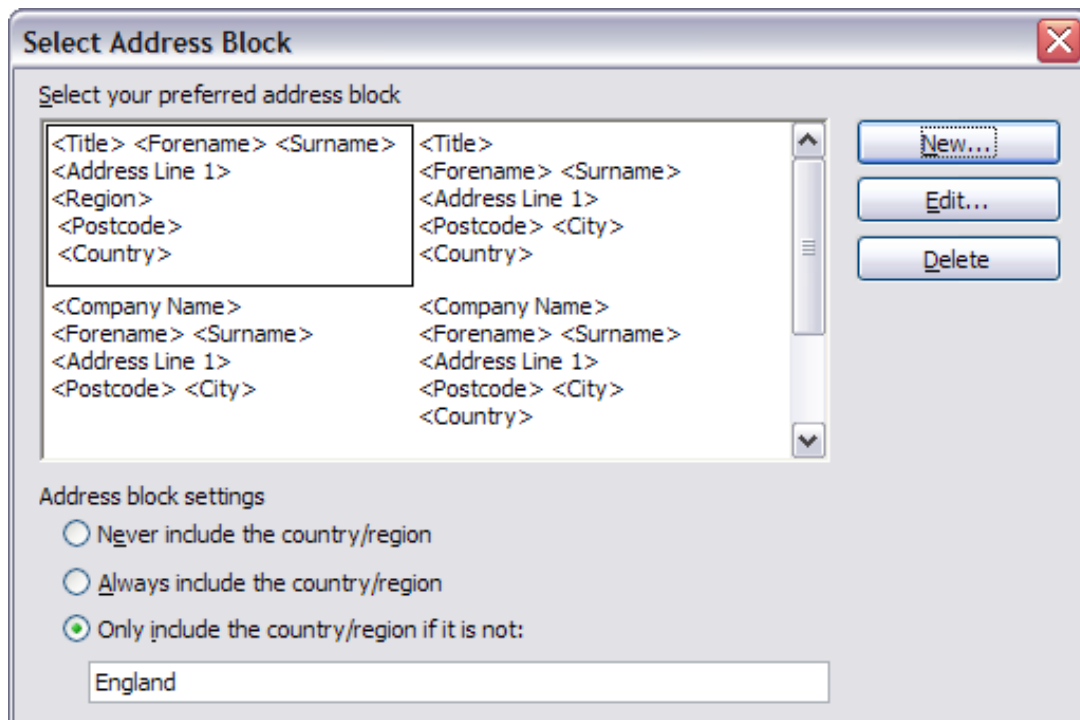 Select Address Block
Select your preferred address block
<Title> <Forename> <Surname>
<Address Line 1>
<Region>
<Postcode>
<Country>
<Title>
<Forename> <Surname>
<Address Line 1>
<Postcode> <City>
<Country>
<Company Name>
<Forename> <Surname>
<Address Line 1>
<Postcode> <City>
<Company Name>
<Forename> <Surname>
<Address Line 1>
<Postcode> <City>
<Country>
New...
Edit...
Delete
Address block settings
Never include the country/region
Always include the country/region
Only include the country/region if it is not:
England